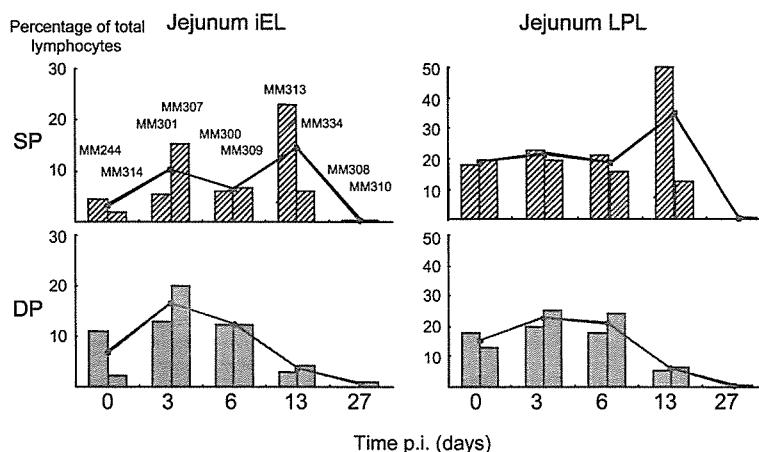 Percentage of total
lymphocytes
Jejunum iEL
Jejunum LPL
SP
30
20
10
MM244
MM314
MM301
MM307
MM300
MM309
MM313
MM334
MM308
MM310
50
40
30
20
10
DP
30
20
10
0 3 6 13 27
50
40
30
20
10
0 3 6 13 27
Time p.i. (days)